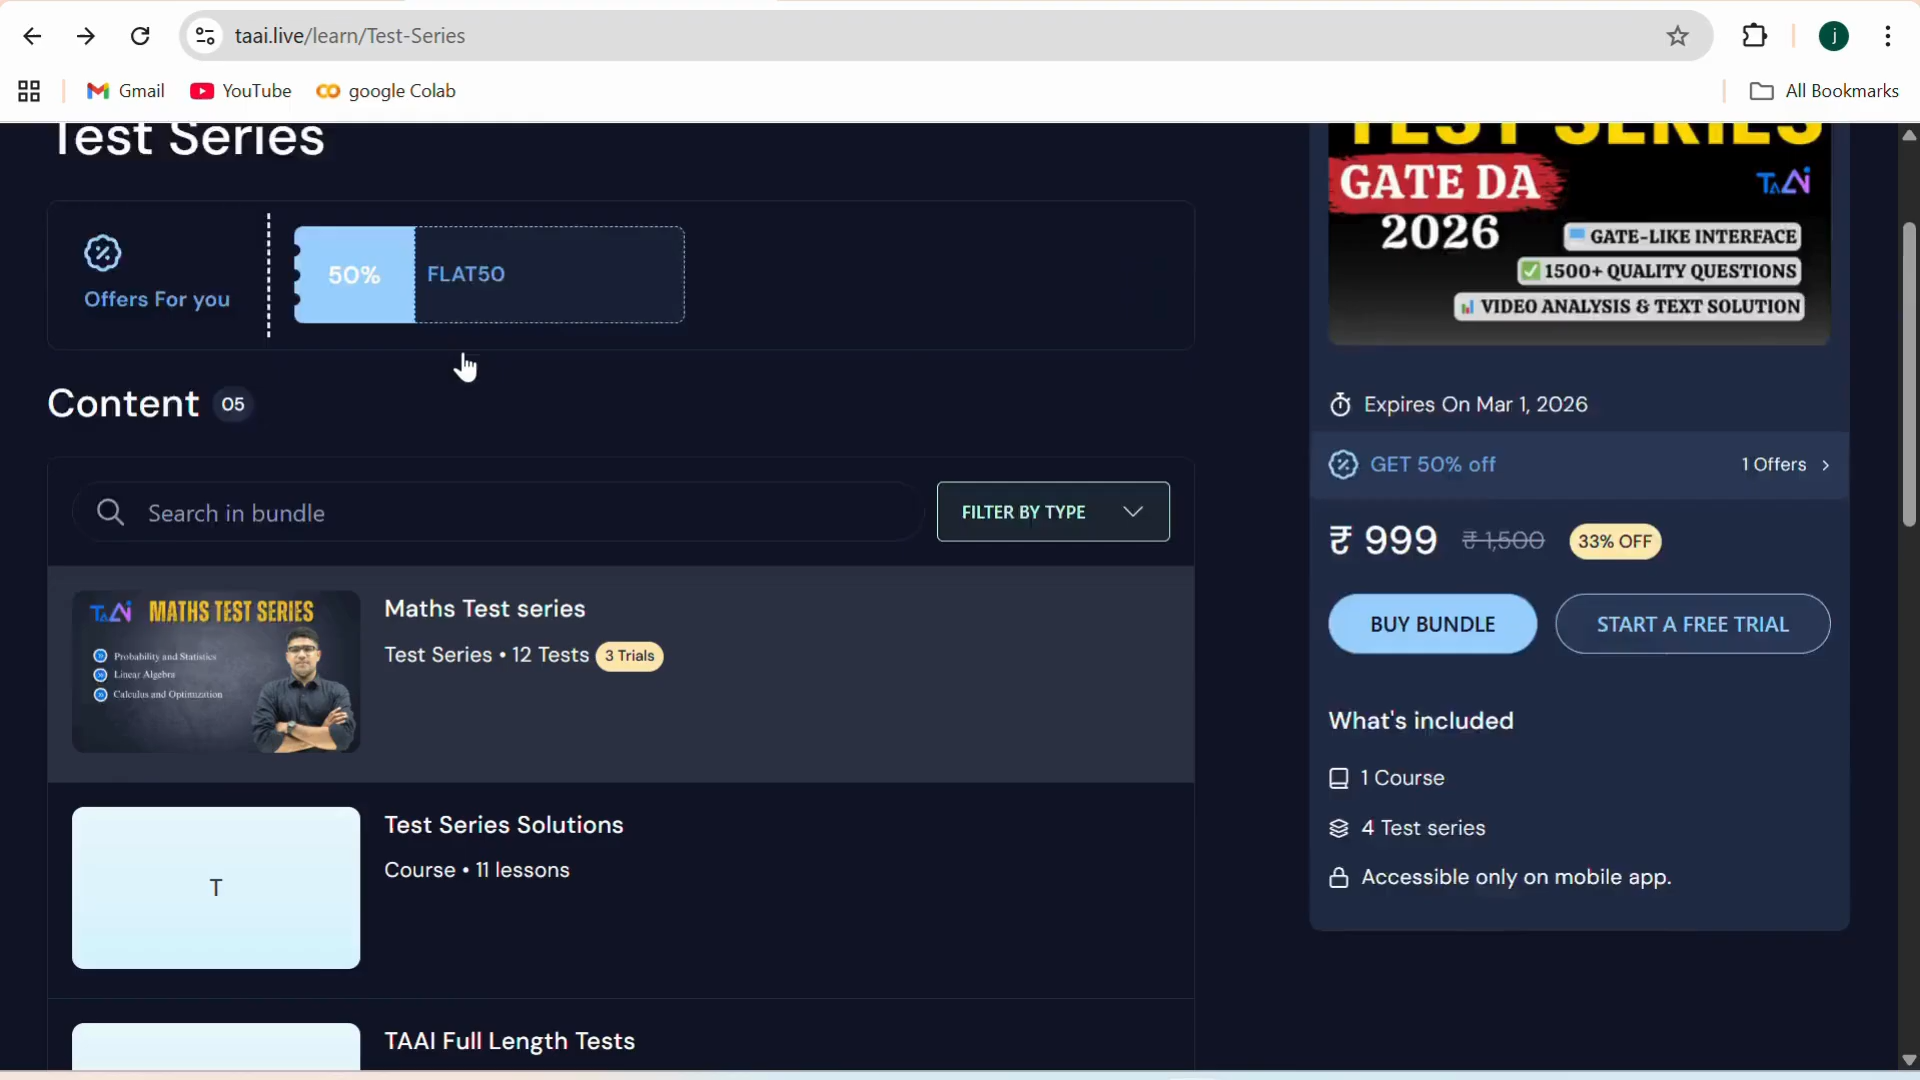 taai.live/learn/Test-Series
j
Gmail
YouTube
google Colab
All Bookmarks
Test Series
Offers For you
50%
FLAT50
Content 05
Search in bundle
FILTER BY TYPE
TAAi MATHS TEST SERIES
Probability and Statistics
Linear Algebra
Calculus and Optimization
Maths Test series
Test Series • 12 Tests 3 Trials
T
Test Series Solutions
Course • 11 lessons
TAAI Full Length Tests
TEST SERIES
GATE DA
TAAi
2026
GATE-LIKE INTERFACE
1500+ QUALITY QUESTIONS
VIDEO ANALYSIS & TEXT SOLUTION
Expires On Mar 1, 2026
GET 50% off
1 Offers
₹ 999 ₹ 1,500 33% OFF
BUY BUNDLE
START A FREE TRIAL
What's included
1 Course
4 Test series
Accessible only on mobile app.